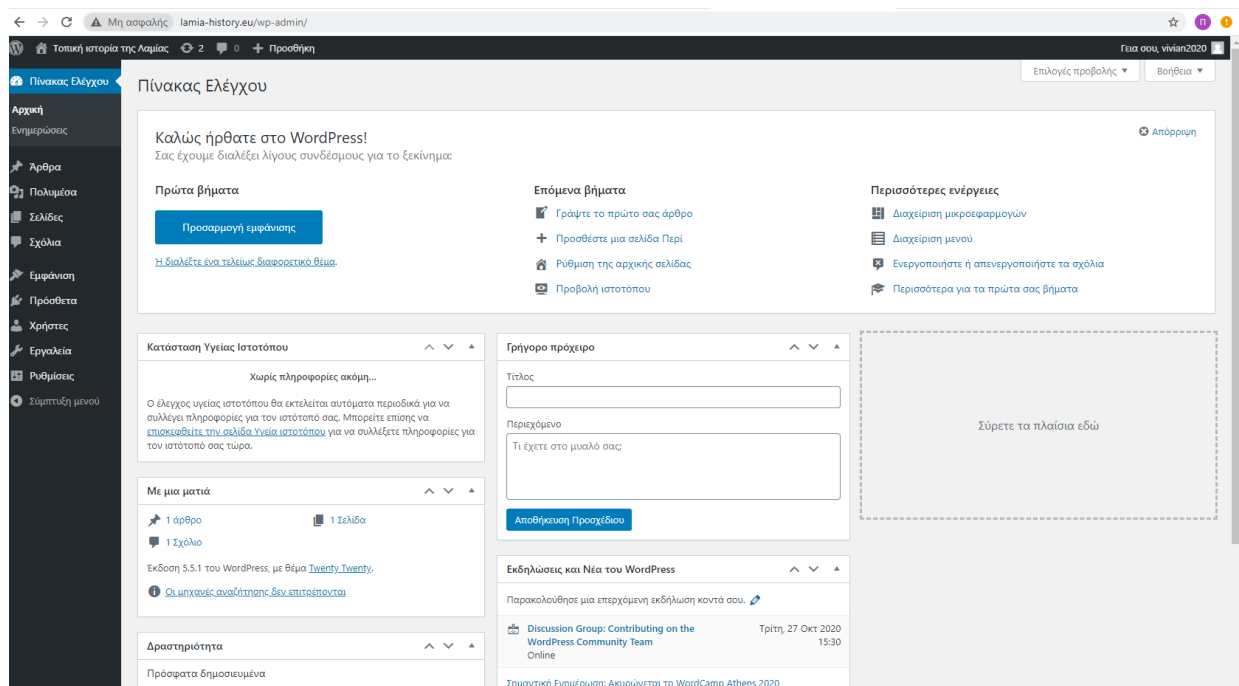 Μη ασφαλής lamia-history.eu/wp-admin/
Π
Τοπική ιστορία της Λαμίας 2 0 Προσθήκη
Γεια σου, vivian2020
Πίνακας Ελέγχου
Αρχική
Ενημερώσεις
Άρθρα
Πολυμέσα
Σελίδες
Σχόλια
Εμφάνιση
Πρόσθετα
Χρήστες
Εργαλεία
Ρυθμίσεις
Σύμπτυξη μενού
Επιλογές προβολής
Βοήθεια
Πίνακας Ελέγχου
Καλώς ήρθατε στο WordPress!
Απόρριψη
Σας έχουμε διαλέξει λίγους συνδέσμους για το ξεκίνημα:
Πρώτα βήματα
Προσαρμογή εμφάνισης
Ή διαλέξτε ένα τελείως διαφορετικό θέμα.
Επόμενα βήματα
Γράψτε το πρώτο σας άρθρο
Προσθέστε μια σελίδα Περί
Ρύθμιση της αρχικής σελίδας
Προβολή ιστοτόπου
Περισσότερες ενέργειες
Διαχείριση μικροεφαρμογών
Διαχείριση μενού
Ενεργοποιήστε ή απενεργοποιήστε τα σχόλια
Περισσότερα για τα πρώτα σας βήματα
Κατάσταση Υγείας Ιστοτόπου
Χωρίς πληροφορίες ακόμη...
Ο έλεγχος υγείας ιστοτόπου θα εκτελείται αυτόματα περιοδικά για να
συλλέγει πληροφορίες για τον ιστότοπό σας. Μπορείτε επίσης να
επισκεφθείτε την σελίδα Υγεία ιστοτόπου για να συλλέξετε πληροφορίες για
τον ιστότοπό σας τώρα.
Με μια ματιά
1 άρθρο
1 Σελίδα
1 Σχόλιο
Έκδοση 5.5.1 του WordPress, με θέμα Twenty Twenty.
Οι μηχανές αναζήτησης δεν επιτρέπονται
Δραστηριότητα
Πρόσφατα δημοσιευμένα
Γρήγορο πρόχειρο
Τίτλος
Περιεχόμενο
Τι έχετε στο μυαλό σας;
Αποθήκευση Προσχέδιου
Εκδηλώσεις και Νέα του WordPress
Παρακολούθησε μια επερχόμενη εκδήλωση κοντά σου.
Discussion Group: Contributing on the
WordPress Community Team
Online
Τρίτη, 27 Οκτ 2020
15:30
Σημαντική Ενημέρωση: Ακυρώνεται το WordCamp Athens 2020
Σύρετε τα πλαίσια εδώ